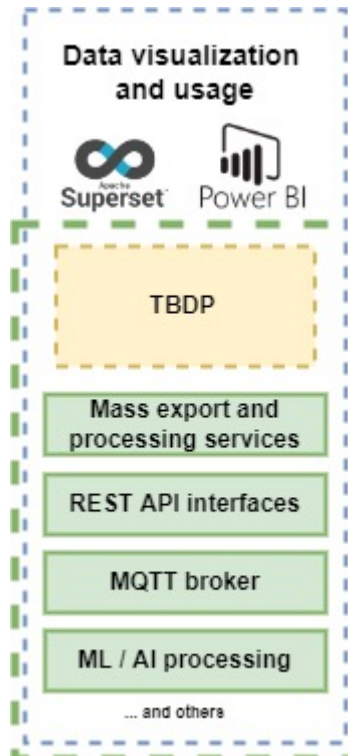 Data visualization
and usage
Apache
Superset
Power BI
TBDP
Mass export and
processing services
REST API interfaces
MQTT broker
ML / AI processing
... and others